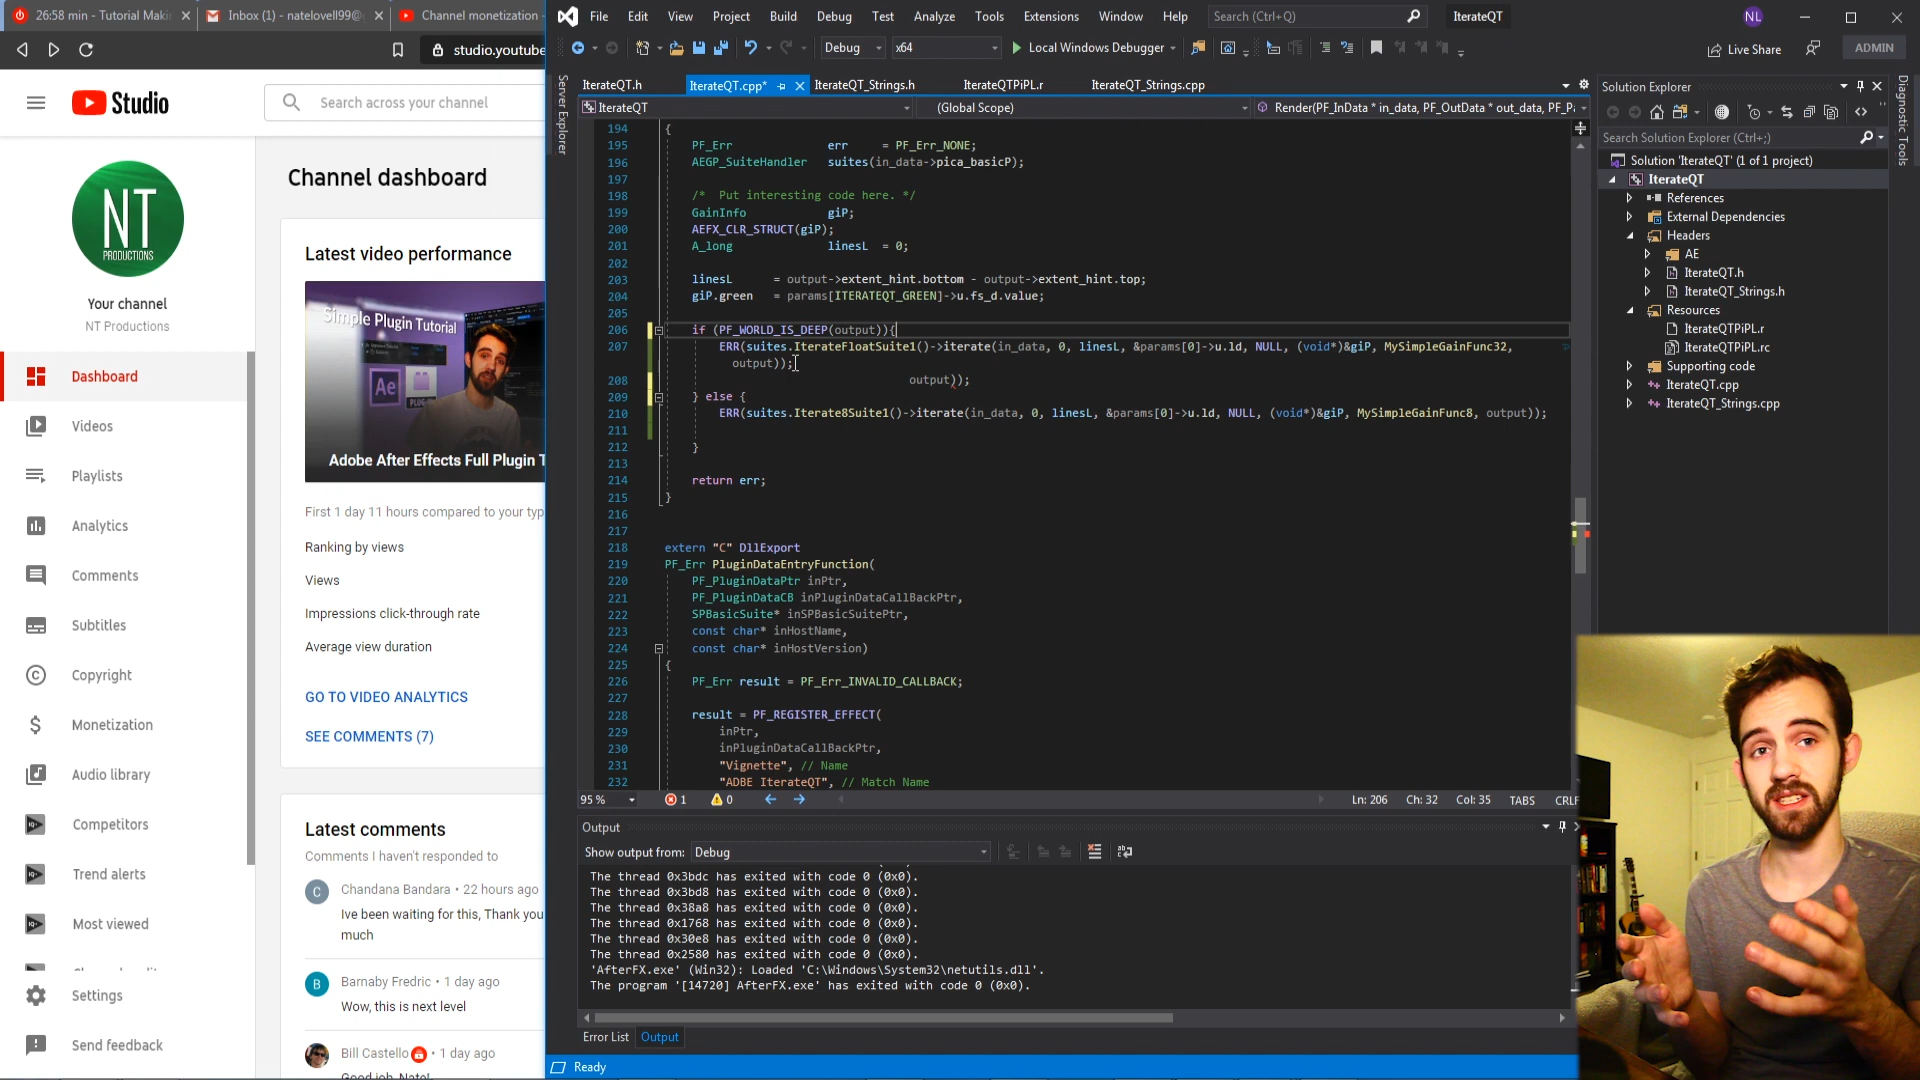 26:58 min - Tutorial Maki
Inbox (1) - natelovell99@
Channel monetization -
studio.youtube
Studio
Search across your channel
NT
PRODUCTIONS
Your channel
NT Productions
Dashboard
Videos
Playlists
Analytics
Comments
Subtitles
Copyright
Monetization
Audio library
Competitors
Trend alerts
Most viewed
Settings
Send feedback
Channel dashboard
Latest video performance
Simple Plugin Tutorial
Ae
PLUG
Adobe After Effects Full Plugin T
First 1 day 11 hours compared to your typ
Ranking by views
Views
Impressions click-through rate
Average view duration
GO TO VIDEO ANALYTICS
SEE COMMENTS (7)
Latest comments
Comments I haven't responded to
C
Chandana Bandara • 22 hours ago
Ive been waiting for this, Thank you
much
B
Barnaby Fredric • 1 day ago
Wow, this is next level
Bill Castello • 1 day ago
Good job, Nate!
File Edit View Project Build Debug Test Analyze Tools Extensions Window Help
Search (Ctrl+Q)
IterateQT
NL
Debug
x64
Local Windows Debugger
Live Share
ADMIN
Server Explorer
IterateQT.h
IterateQT.cpp*
IterateQT_Strings.h
IterateQTPiPL.r
IterateQT_Strings.cpp
IterateQT
(Global Scope)
Render(PF_InData * in_data, PF_OutData * out_data, PF_Pa
194 {
195 PF_Err err = PF_Err_NONE;
196 AEGP_SuiteHandler suites(in_data->pica_basicP);
197
198 /* Put interesting code here. */
199 GainInfo giP;
200 AEFX_CLR_STRUCT(giP);
201 A_long linesL = 0;
202
203 linesL = output->extent_hint.bottom - output->extent_hint.top;
204 giP.green = params[ITERATEQT_GREEN]->u.fs_d.value;
205
206 if (PF_WORLD_IS_DEEP(output)){
207 ERR(suites.IterateFloatSuite1()->iterate(in_data, 0, linesL, &params[0]->u.ld, NULL, (void*)&giP, MySimpleGainFunc32,
output));
208 output));
209 } else {
210 ERR(suites.Iterate8Suite1()->iterate(in_data, 0, linesL, &params[0]->u.ld, NULL, (void*)&giP, MySimpleGainFunc8, output));
211
212 }
213
214 return err;
215 }
216
217
218 extern "C" DllExport
219 PF_Err PluginDataEntryFunction(
220 PF_PluginDataPtr inPtr,
221 PF_PluginDataCB inPluginDataCallBackPtr,
222 SPBasicSuite* inSPBasicSuitePtr,
223 const char* inHostName,
224 const char* inHostVersion)
225 {
226 PF_Err result = PF_Err_INVALID_CALLBACK;
227
228 result = PF_REGISTER_EFFECT(
229 inPtr,
230 inPluginDataCallBackPtr,
231 "Vignette", // Name
232 "ADBE IterateQT", // Match Name
95 %
1
0
Ln: 206 Ch: 32 Col: 35 TABS CRLF
Output
Show output from: Debug
The thread 0x3bdc has exited with code 0 (0x0).
The thread 0x3bd8 has exited with code 0 (0x0).
The thread 0x38a8 has exited with code 0 (0x0).
The thread 0x1768 has exited with code 0 (0x0).
The thread 0x30e8 has exited with code 0 (0x0).
The thread 0x2580 has exited with code 0 (0x0).
'AfterFX.exe' (Win32): Loaded 'C:\Windows\System32\netutils.dll'.
The program '[14720] AfterFX.exe' has exited with code 0 (0x0).
Error List
Output
Ready
Solution Explorer
Search Solution Explorer (Ctrl+;)
Solution 'IterateQT' (1 of 1 project)
IterateQT
References
External Dependencies
Headers
AE
IterateQT.h
IterateQT_Strings.h
Resources
IterateQTPiPL.r
IterateQTPiPL.rc
Supporting code
IterateQT.cpp
IterateQT_Strings.cpp
Diagnostic Tools